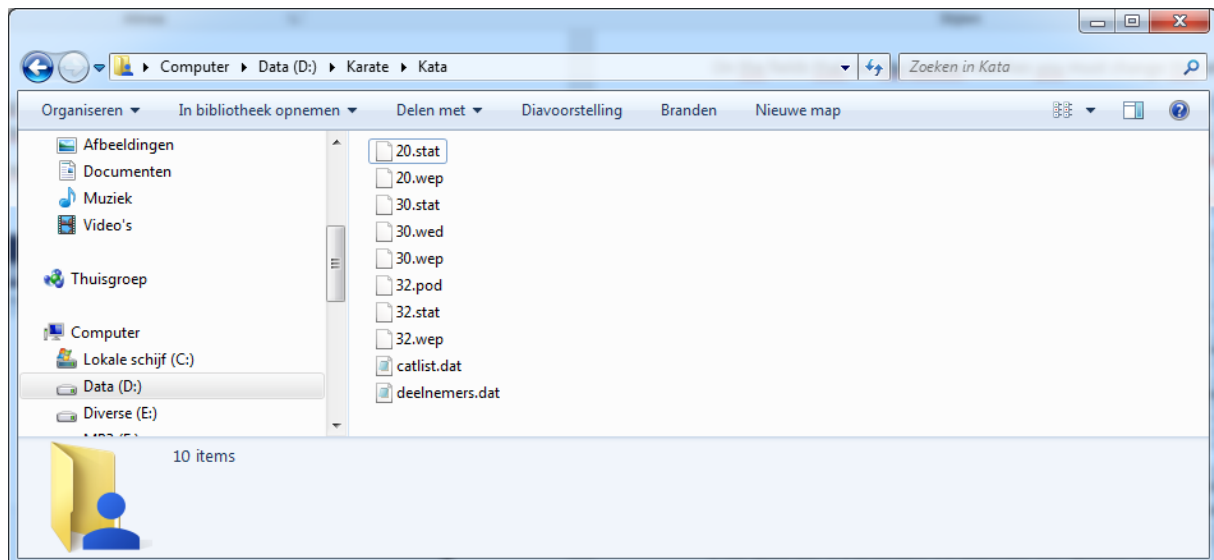 Computer ▸ Data (D:) ▸ Karate ▸ Kata
Zoeken in Kata
Organiseren In bibliotheek opnemen Delen met Diavoorstelling Branden Nieuwe map
Afbeeldingen
Documenten
Muziek
Video's
Thuisgroep
Computer
Lokale schijf (C:)
Data (D:)
Diverse (E:)
20.stat
20.wep
30.stat
30.wed
30.wep
32.pod
32.stat
32.wep
catlist.dat
deelnemers.dat
10 items